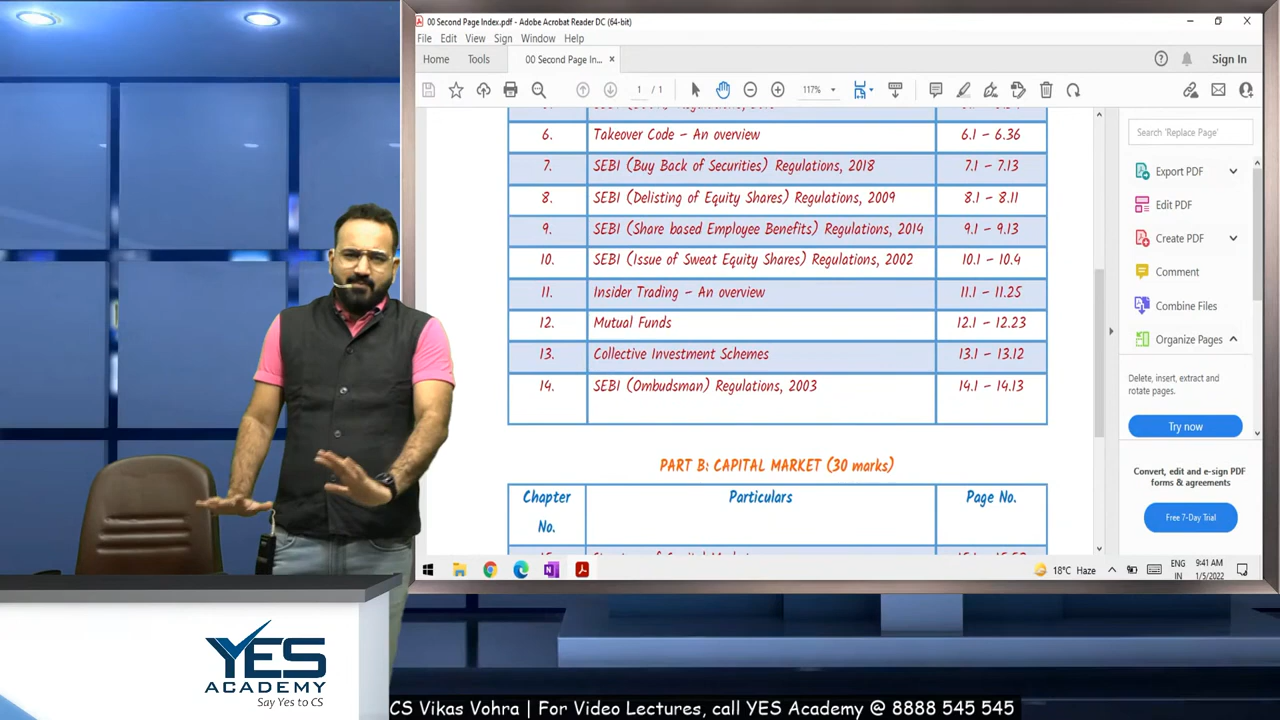 00 Second Page Index.pdf - Adobe Acrobat Reader DC (64-bit)
File Edit View Sign Window Help
Home Tools 00 Second Page In... × Sign In
1 / 1 117%
6. Takeover Code – An overview 6.1 – 6.36
7. SEBI (Buy Back of Securities) Regulations, 2018 7.1 – 7.13
8. SEBI (Delisting of Equity Shares) Regulations, 2009 8.1 – 8.11
9. SEBI (Share based Employee Benefits) Regulations, 2014 9.1 – 9.13
10. SEBI (Issue of Sweat Equity Shares) Regulations, 2002 10.1 – 10.4
11. Insider Trading – An overview 11.1 – 11.25
12. Mutual Funds 12.1 – 12.23
13. Collective Investment Schemes 13.1 – 13.12
14. SEBI (Ombudsman) Regulations, 2003 14.1 – 14.13
PART B: CAPITAL MARKET (30 marks)
Chapter No. Particulars Page No.
Search 'Replace Page'
Export PDF
Edit PDF
Create PDF
Comment
Combine Files
Organize Pages
Delete, insert, extract and
rotate pages.
Try now
Convert, edit and e-sign PDF
forms & agreements
Free 7-Day Trial
18°C Haze
ENG
IN
9:41 AM
1/5/2022
YES
ACADEMY
Say Yes to CS
CS Vikas Vohra | For Video Lectures, call YES Academy @ 8888 545 545